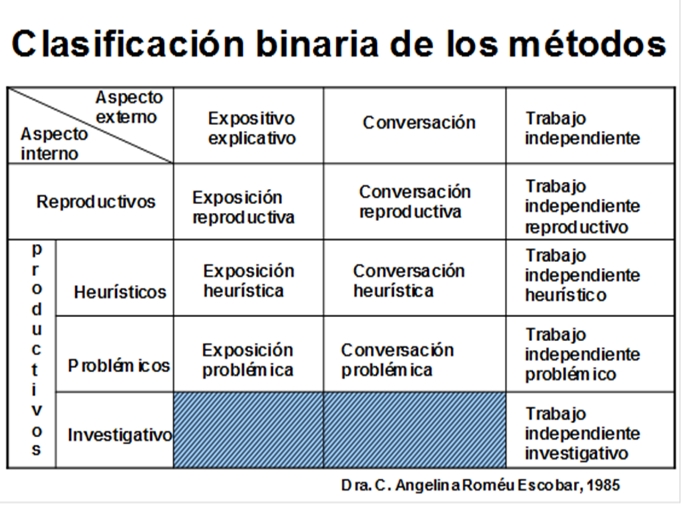 Clasificación binaria de los métodos
Aspecto
externo
Aspecto
interno
Expositivo
explicativo
Conversación
Trabajo
independiente
Reproductivos
Exposición
reproductiva
Conversación
reproductiva
Trabajo
independiente
reproductivo
productivos
Heurísticos
Exposición
heurística
Conversación
heurística
Trabajo
independiente
heurístico
Problémicos
Exposición
problémica
Conversación
problémica
Trabajo
independiente
problémico
Investigativo
Trabajo
independiente
investigativo
Dra. C. Angelina Roméu Escobar, 1985